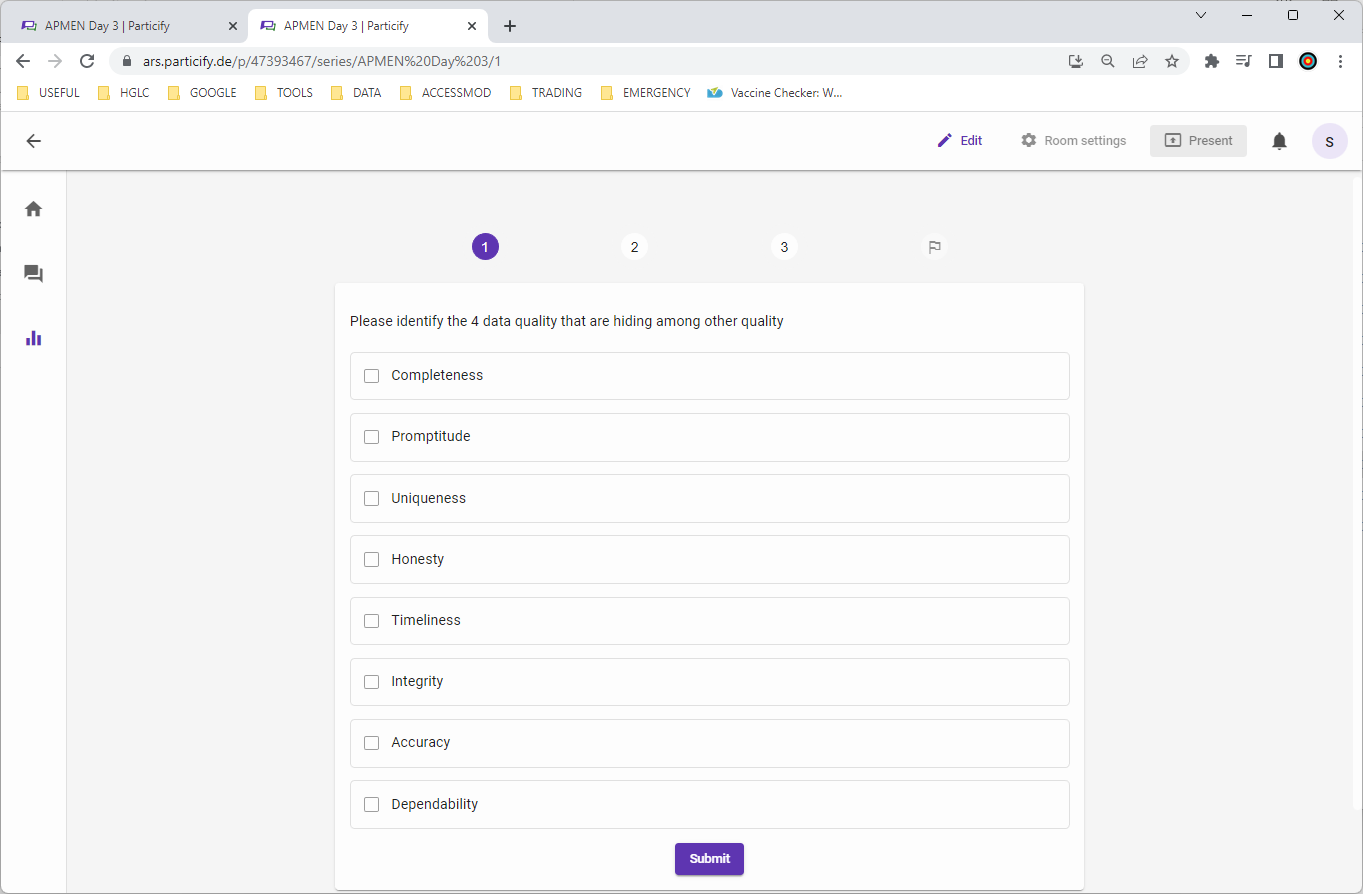 APMEN Day 3 | Particify
APMEN Day 3 | Particify
ars.particify.de/p/47393467/series/APMEN%20Day%203/1
USEFUL HGLC GOOGLE TOOLS DATA ACCESSMOD TRADING EMERGENCY Vaccine Checker: W...
Edit Room settings Present S
1 2 3
Please identify the 4 data quality that are hiding among other quality
Completeness
Promptitude
Uniqueness
Honesty
Timeliness
Integrity
Accuracy
Dependability
Submit